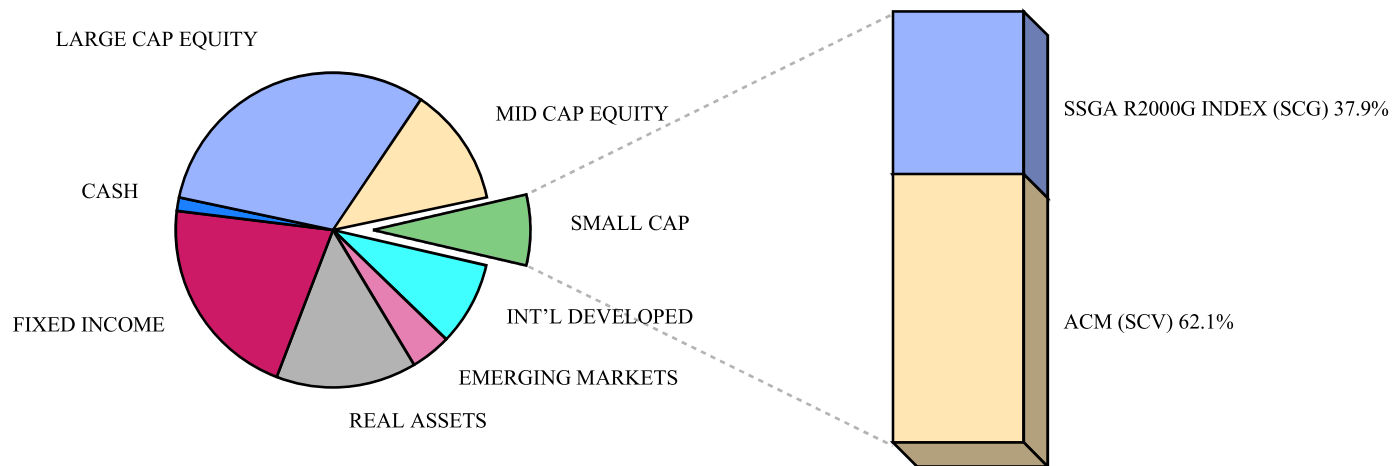 LARGE CAP EQUITY
MID CAP EQUITY
SSGA R2000G INDEX (SCG) 37.9%
CASH
SMALL CAP
FIXED INCOME
INT’L DEVELOPED
ACM (SCV) 62.1%
EMERGING MARKETS
REAL ASSETS